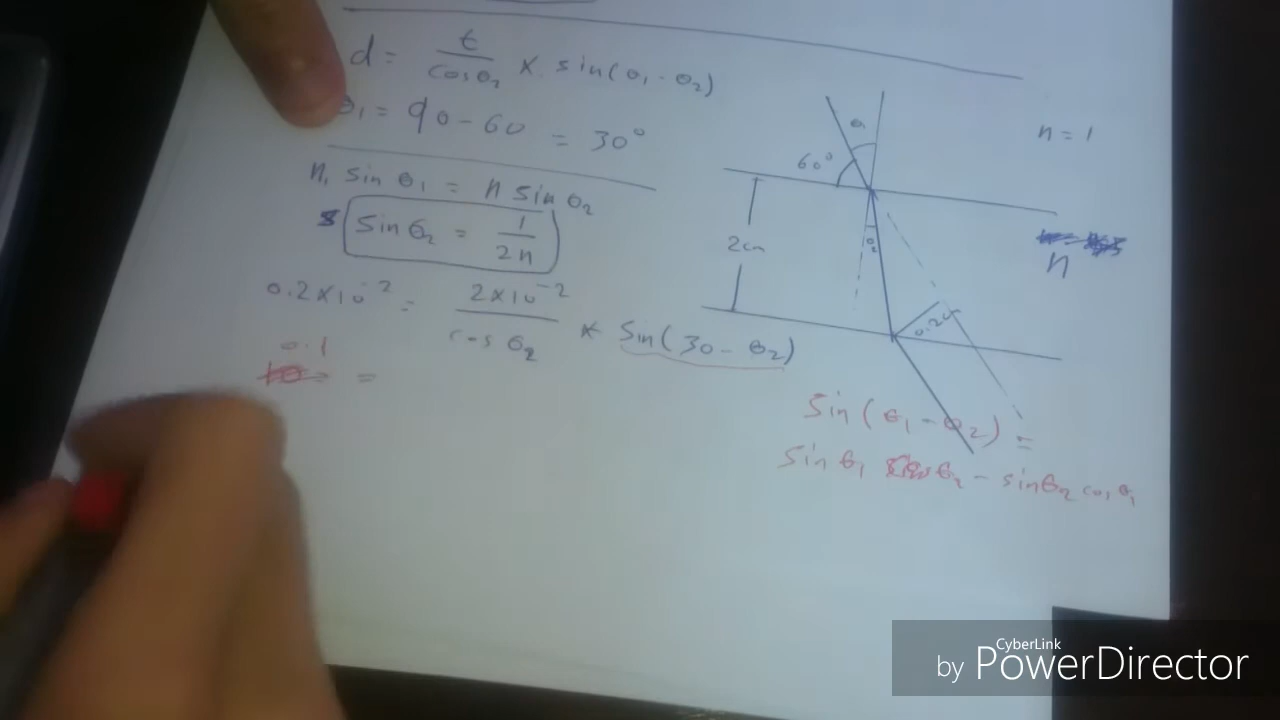 d = t / cosθ₂ × sin(θ₁ - θ₂)
θ₁ = 90 - 60 = 30°
n₁ sin θ₁ = n sin θ₂
sin θ₂ = 1 / 2n
0.2×10⁻² = 2×10⁻² / cos θ₂ * sin(30 - θ₂)
0.1
=
θ₁
n = 1
60°
θ₂
2cm
n
0.2cm
sin(θ₁ - θ₂) =
sin θ₁ cos θ₂ - sin θ₂ cos θ₁
CyberLink
by PowerDirector